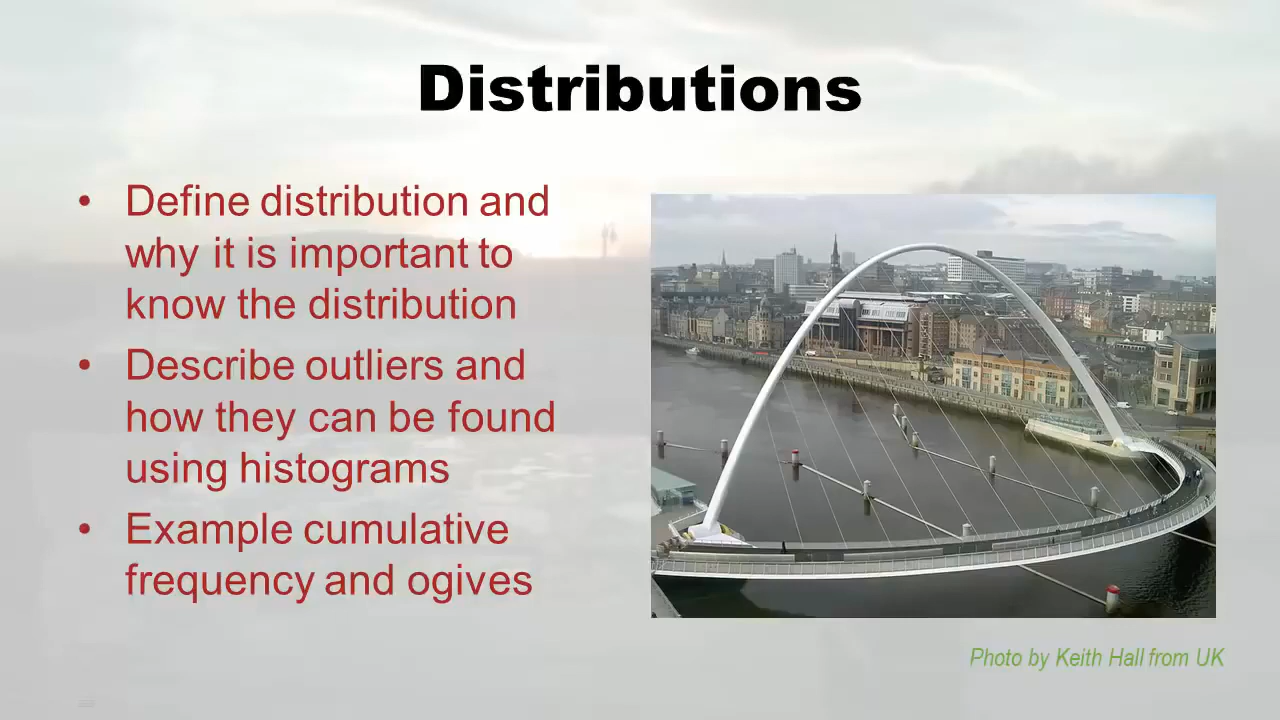 Distributions
• Define distribution and
why it is important to
know the distribution
• Describe outliers and
how they can be found
using histograms
• Example cumulative
frequency and ogives
Photo by Keith Hall from UK